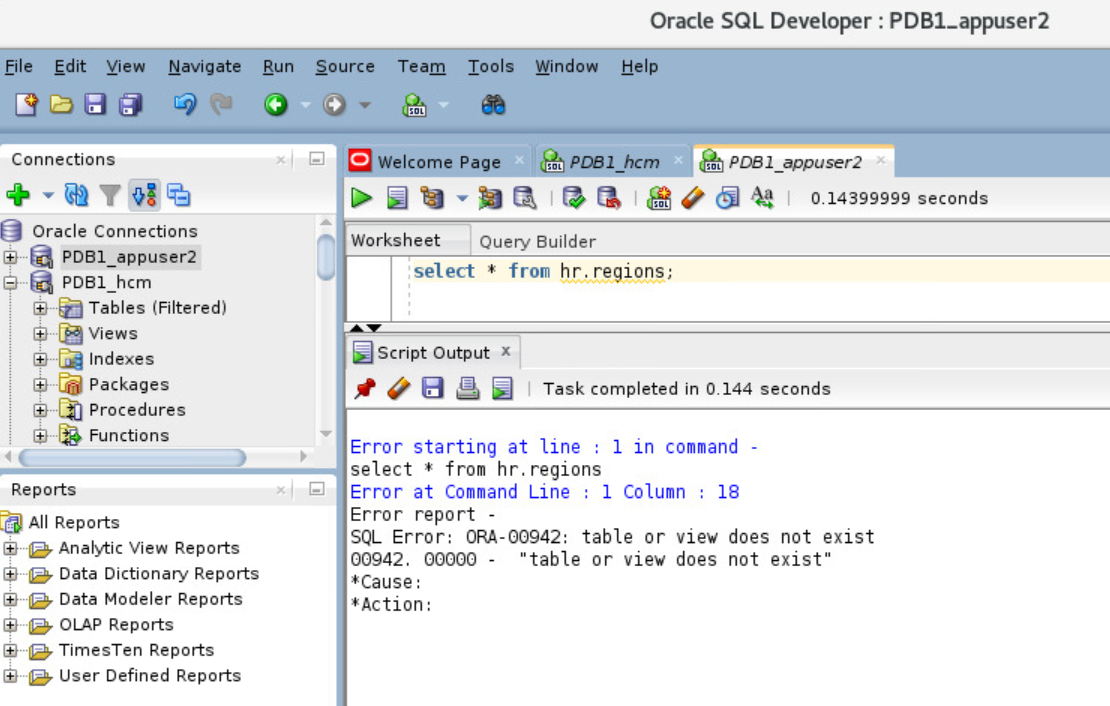 Oracle SQL Developer : PDB1_appuser2
File Edit View Navigate Run Source Team Tools Window Help
SQL
Connections
Welcome Page
SQL PDB1_hcm
SQL PDB1_appuser2
SQL Aa 0.14399999 seconds
Oracle Connections
PDB1_appuser2
PDB1_hcm
Tables (Filtered)
Views
Indexes
Packages
Procedures
Functions
Worksheet Query Builder
select * from hr.regions;
Script Output x
Task completed in 0.144 seconds
Error starting at line : 1 in command -
select * from hr.regions
Error at Command Line : 1 Column : 18
Error report -
SQL Error: ORA-00942: table or view does not exist
00942. 00000 - "table or view does not exist"
*Cause:
*Action:
Reports
All Reports
Analytic View Reports
Data Dictionary Reports
Data Modeler Reports
OLAP Reports
TimesTen Reports
User Defined Reports